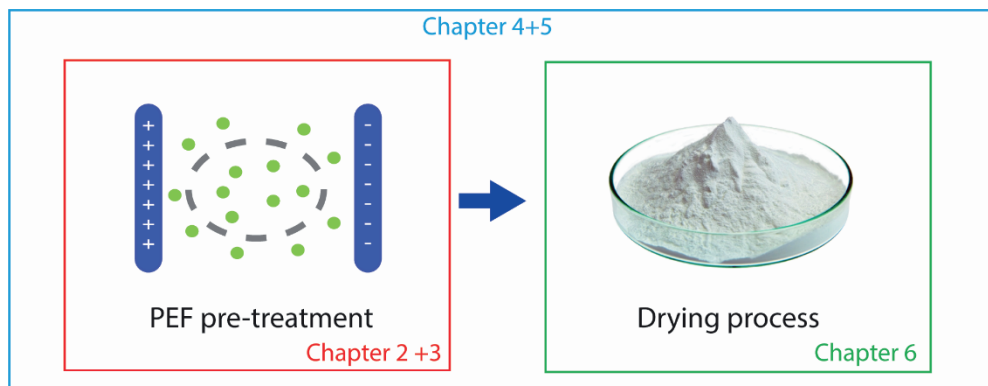 Chapter 4+5
+ + + + + + +
- - - - - - -
PEF pre-treatment
Drying process
Chapter 2 +3
Chapter 6